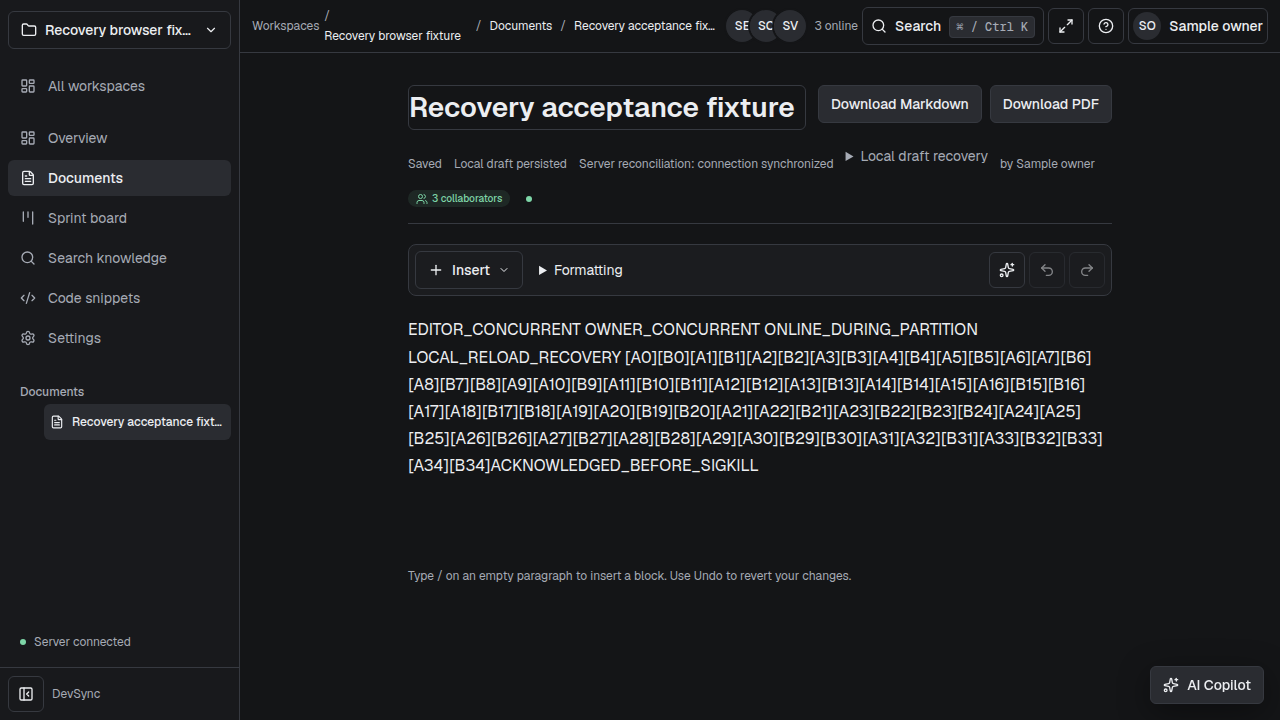 Recovery browser fix...
All workspaces
Overview
Documents
Sprint board
Search knowledge
Code snippets
Settings
Documents
Recovery acceptance fixt...
Server connected
DevSync
Workspaces / Recovery browser fixture / Documents / Recovery acceptance fix...
SE SO SV 3 online
Search ⌘ / Ctrl K
SO Sample owner
Recovery acceptance fixture
Download Markdown Download PDF
Saved Local draft persisted Server reconciliation: connection synchronized Local draft recovery by Sample owner
3 collaborators
Insert Formatting
EDITOR_CONCURRENT OWNER_CONCURRENT ONLINE_DURING_PARTITION
LOCAL_RELOAD_RECOVERY [A0][B0][A1][B1][A2][B2][A3][B3][A4][B4][A5][B5][A6][A7][B6]
[A8][B7][B8][A9][A10][B9][A11][B10][B11][A12][B12][A13][B13][A14][B14][A15][A16][B15][B16]
[A17][A18][B17][B18][A19][A20][B19][B20][A21][A22][B21][A23][B22][B23][B24][A24][A25]
[B25][A26][B26][A27][B27][A28][B28][A29][A30][B29][B30][A31][A32][B31][A33][B32][B33]
[A34][B34]ACKNOWLEDGED_BEFORE_SIGKILL
Type / on an empty paragraph to insert a block. Use Undo to revert your changes.
AI Copilot